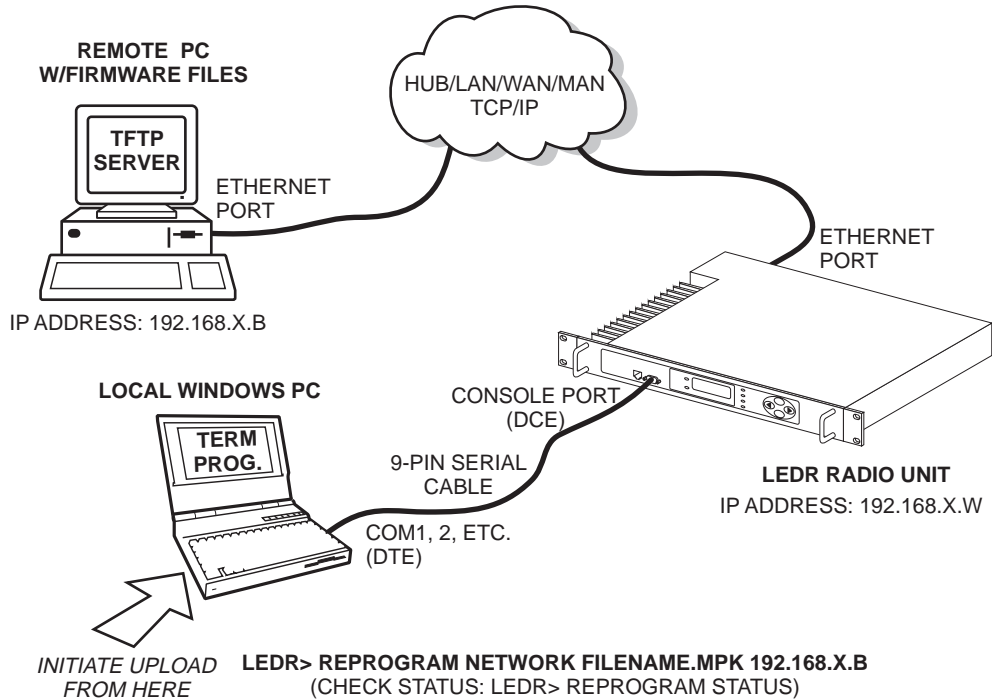 REMOTE PC
W/FIRMWARE FILES
TFTP
SERVER
ETHERNET
PORT
IP ADDRESS: 192.168.X.B
HUB/LAN/WAN/MAN
TCP/IP
ETHERNET
PORT
LOCAL WINDOWS PC
TERM
PROG.
CONSOLE PORT
(DCE)
9-PIN SERIAL
CABLE
COM1, 2, ETC.
(DTE)
LEDR RADIO UNIT
IP ADDRESS: 192.168.X.W
INITIATE UPLOAD
FROM HERE
LEDR> REPROGRAM NETWORK FILENAME.MPK 192.168.X.B
(CHECK STATUS: LEDR> REPROGRAM STATUS)